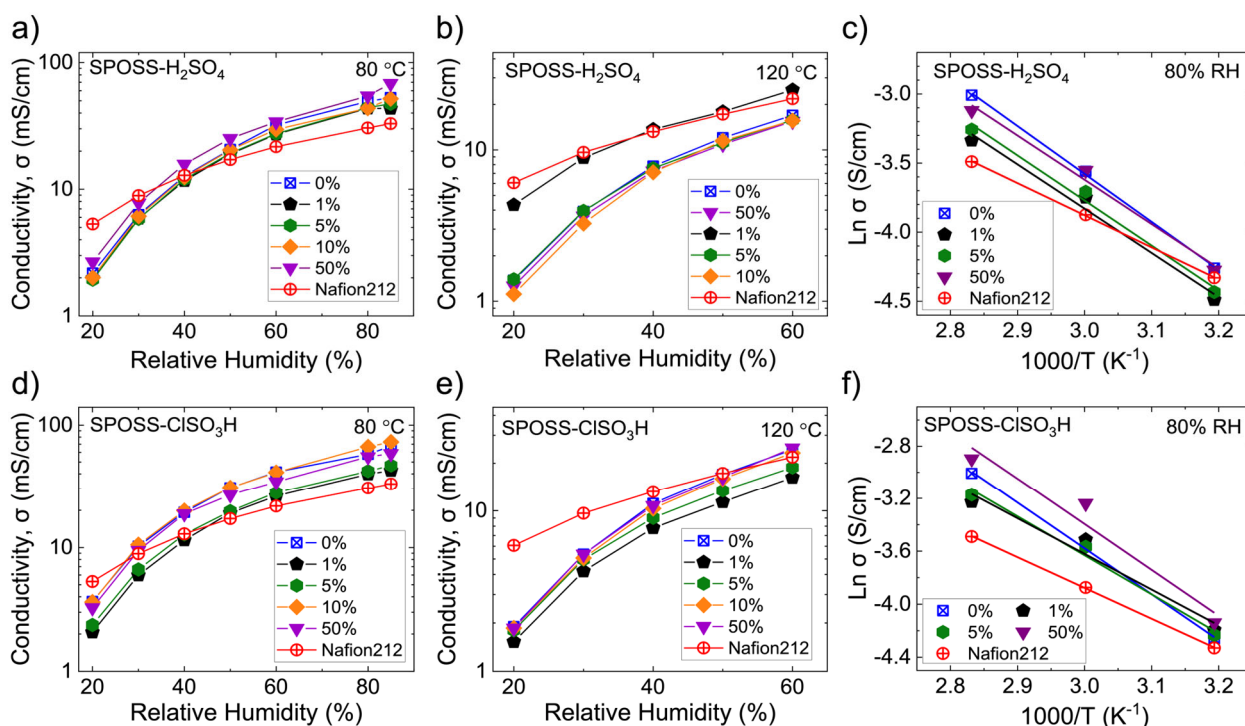 a)
SPOSS-H₂SO₄ 80 °C
Conductivity, σ (mS/cm)
100
10
1
0%
1%
5%
10%
50%
Nafion212
20 40 60 80
Relative Humidity (%)
b)
SPOSS-H₂SO₄ 120 °C
Conductivity, σ (mS/cm)
10
1
0%
50%
1%
5%
10%
Nafion212
20 30 40 50 60
Relative Humidity (%)
c)
SPOSS-H₂SO₄ 80% RH
Ln σ (S/cm)
-3.0
-3.5
-4.0
-4.5
0%
1%
5%
50%
Nafion212
2.8 2.9 3.0 3.1 3.2
1000/T (K⁻¹)
d)
SPOSS-ClSO₃H 80 °C
Conductivity, σ (mS/cm)
100
10
1
0%
1%
5%
10%
50%
Nafion212
20 40 60 80
Relative Humidity (%)
e)
SPOSS-ClSO₃H 120 °C
Conductivity, σ (mS/cm)
10
1
0%
1%
5%
10%
50%
Nafion212
20 30 40 50 60
Relative Humidity (%)
f)
SPOSS-ClSO₃H 80% RH
Ln σ (S/cm)
-2.8
-3.2
-3.6
-4.0
-4.4
0% 1%
5% 50%
Nafion212
2.8 2.9 3.0 3.1 3.2
1000/T (K⁻¹)